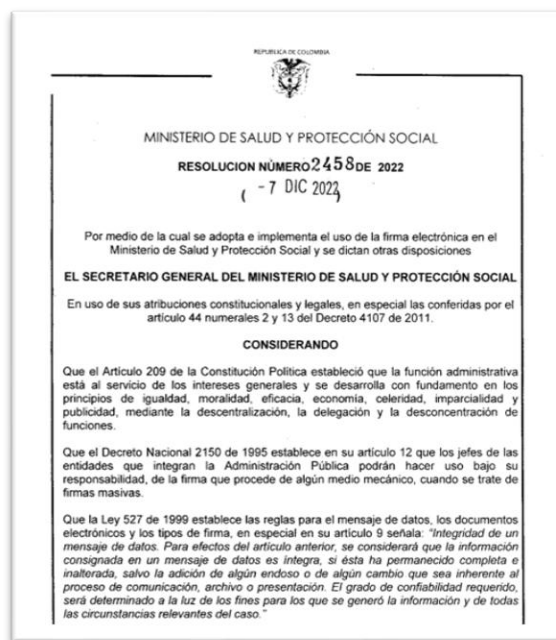 REPUBLICA DE COLOMBIA
MINISTERIO DE SALUD Y PROTECCIÓN SOCIAL
RESOLUCION NÚMERO 2458 DE 2022
( - 7 DIC 2022 )
Por medio de la cual se adopta e implementa el uso de la firma electrónica en el
Ministerio de Salud y Protección Social y se dictan otras disposiciones
EL SECRETARIO GENERAL DEL MINISTERIO DE SALUD Y PROTECCIÓN SOCIAL
En uso de sus atribuciones constitucionales y legales, en especial las conferidas por el
artículo 44 numerales 2 y 13 del Decreto 4107 de 2011.
CONSIDERANDO
Que el Artículo 209 de la Constitución Política estableció que la función administrativa
está al servicio de los intereses generales y se desarrolla con fundamento en los
principios de igualdad, moralidad, eficacia, economía, celeridad, imparcialidad y
publicidad, mediante la descentralización, la delegación y la desconcentración de
funciones.
Que el Decreto Nacional 2150 de 1995 establece en su artículo 12 que los jefes de las
entidades que integran la Administración Pública podrán hacer uso bajo su
responsabilidad, de la firma que procede de algún medio mecánico, cuando se trate de
firmas masivas.
Que la Ley 527 de 1999 establece las reglas para el mensaje de datos, los documentos
electrónicos y los tipos de firma, en especial en su artículo 9 señala: "Integridad de un
mensaje de datos. Para efectos del artículo anterior, se considerará que la información
consignada en un mensaje de datos es íntegra, si ésta ha permanecido completa e
inalterada, salvo la adición de algún endoso o de algún cambio que sea inherente al
proceso de comunicación, archivo o presentación. El grado de confiabilidad requerido,
será determinado a la luz de los fines para los que se generó la información y de todas
las circunstancias relevantes del caso."